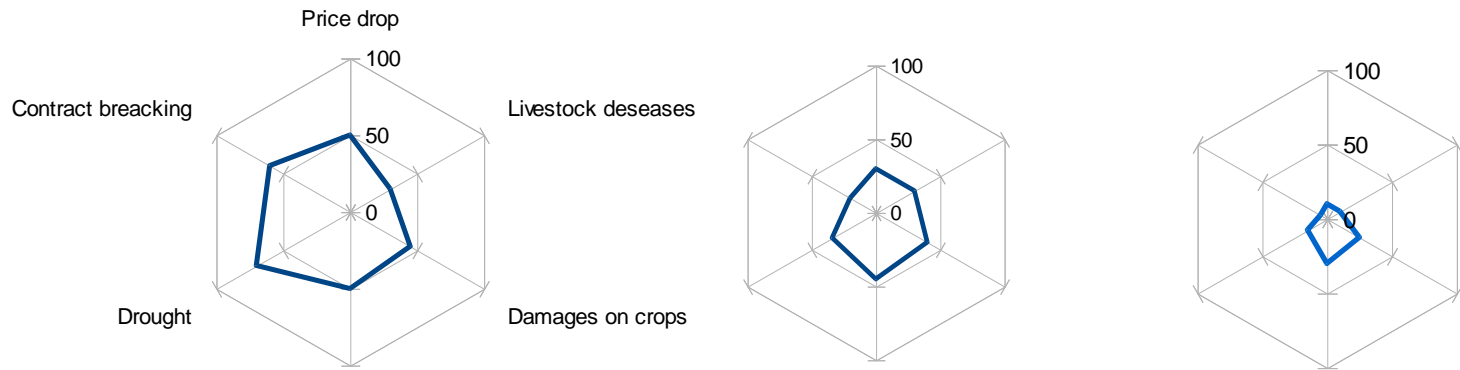 Price drop
100
Contract breacking
Livestock deseases
50
0
Drought
Damages on crops
100
50
0
100
50
0